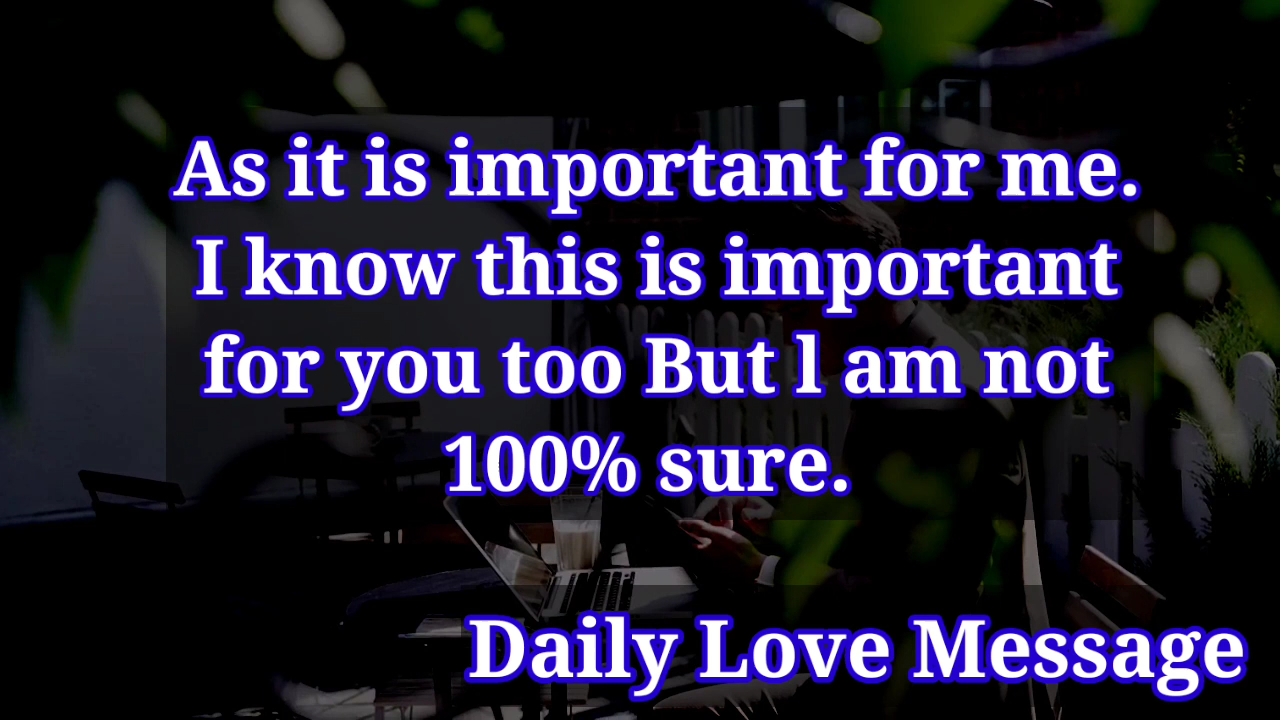 As it is important for me.
I know this is important
for you too But l am not
100% sure.
Daily Love Message